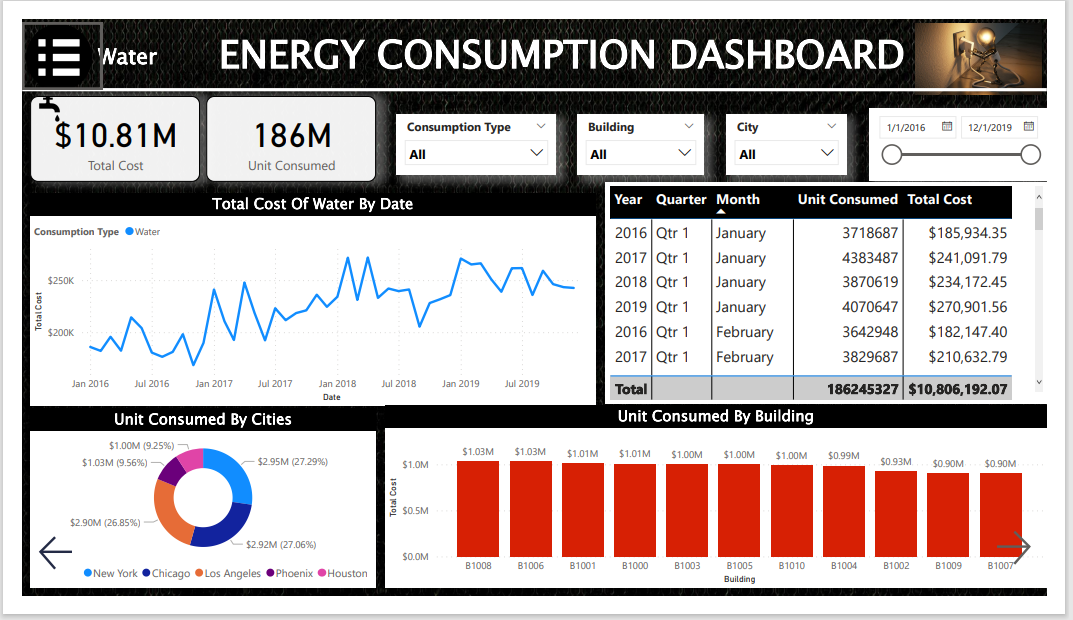 Water
ENERGY CONSUMPTION DASHBOARD
$10.81M
Total Cost
186M
Unit Consumed
Consumption Type
All
Building
All
City
All
1/1/2016 12/1/2019
Total Cost Of Water By Date
Consumption Type Water
Total Cost
$250K
$200K
Jan 2016 Jul 2016 Jan 2017 Jul 2017 Jan 2018 Jul 2018 Jan 2019 Jul 2019
Date
Year Quarter Month Unit Consumed Total Cost
2016 Qtr 1 January 3718687 $185,934.35
2017 Qtr 1 January 4383487 $241,091.79
2018 Qtr 1 January 3870619 $234,172.45
2019 Qtr 1 January 4070647 $270,901.56
2016 Qtr 1 February 3642948 $182,147.40
2017 Qtr 1 February 3829687 $210,632.79
Total 186245327 $10,806,192.07
Unit Consumed By Cities
$1.00M (9.25%)
$1.03M (9.56%)
$2.95M (27.29%)
$2.90M (26.85%)
$2.92M (27.06%)
New York Chicago Los Angeles Phoenix Houston
Unit Consumed By Building
Total Cost
$1.0M
$0.5M
$0.0M
$1.03M $1.03M $1.01M $1.01M $1.00M $1.00M $1.00M $0.99M $0.93M $0.90M $0.90M
B1008 B1006 B1001 B1000 B1003 B1005 B1010 B1004 B1002 B1009 B1007
Building